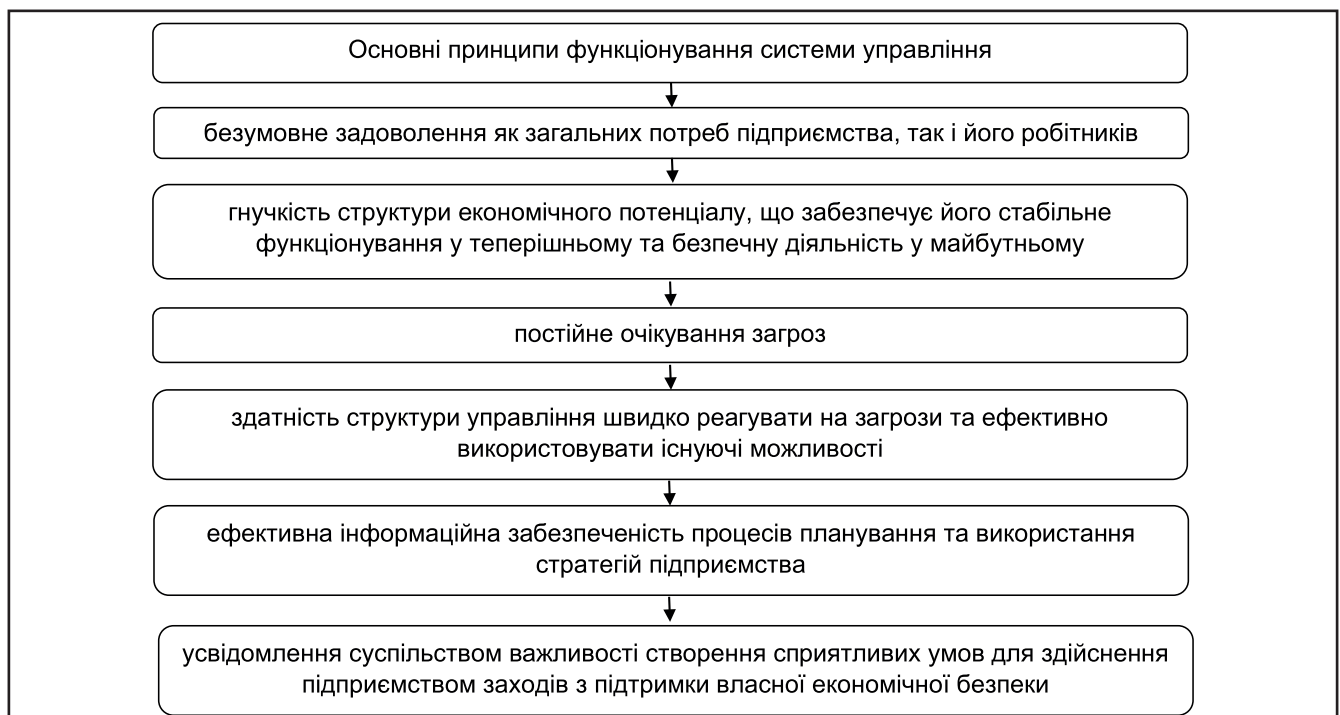 Основні принципи функціонування системи управління
безумовне задоволення як загальних потреб підприємства, так і його робітників
гнучкість структури економічного потенціалу, що забезпечує його стабільне
функціонування у теперішньому та безпечну діяльність у майбутньому
постійне очікування загроз
здатність структури управління швидко реагувати на загрози та ефективно
використовувати існуючі можливості
ефективна інформаційна забезпеченість процесів планування та використання
стратегій підприємства
усвідомлення суспільством важливості створення сприятливих умов для здійснення
підприємством заходів з підтримки власної економічної безпеки